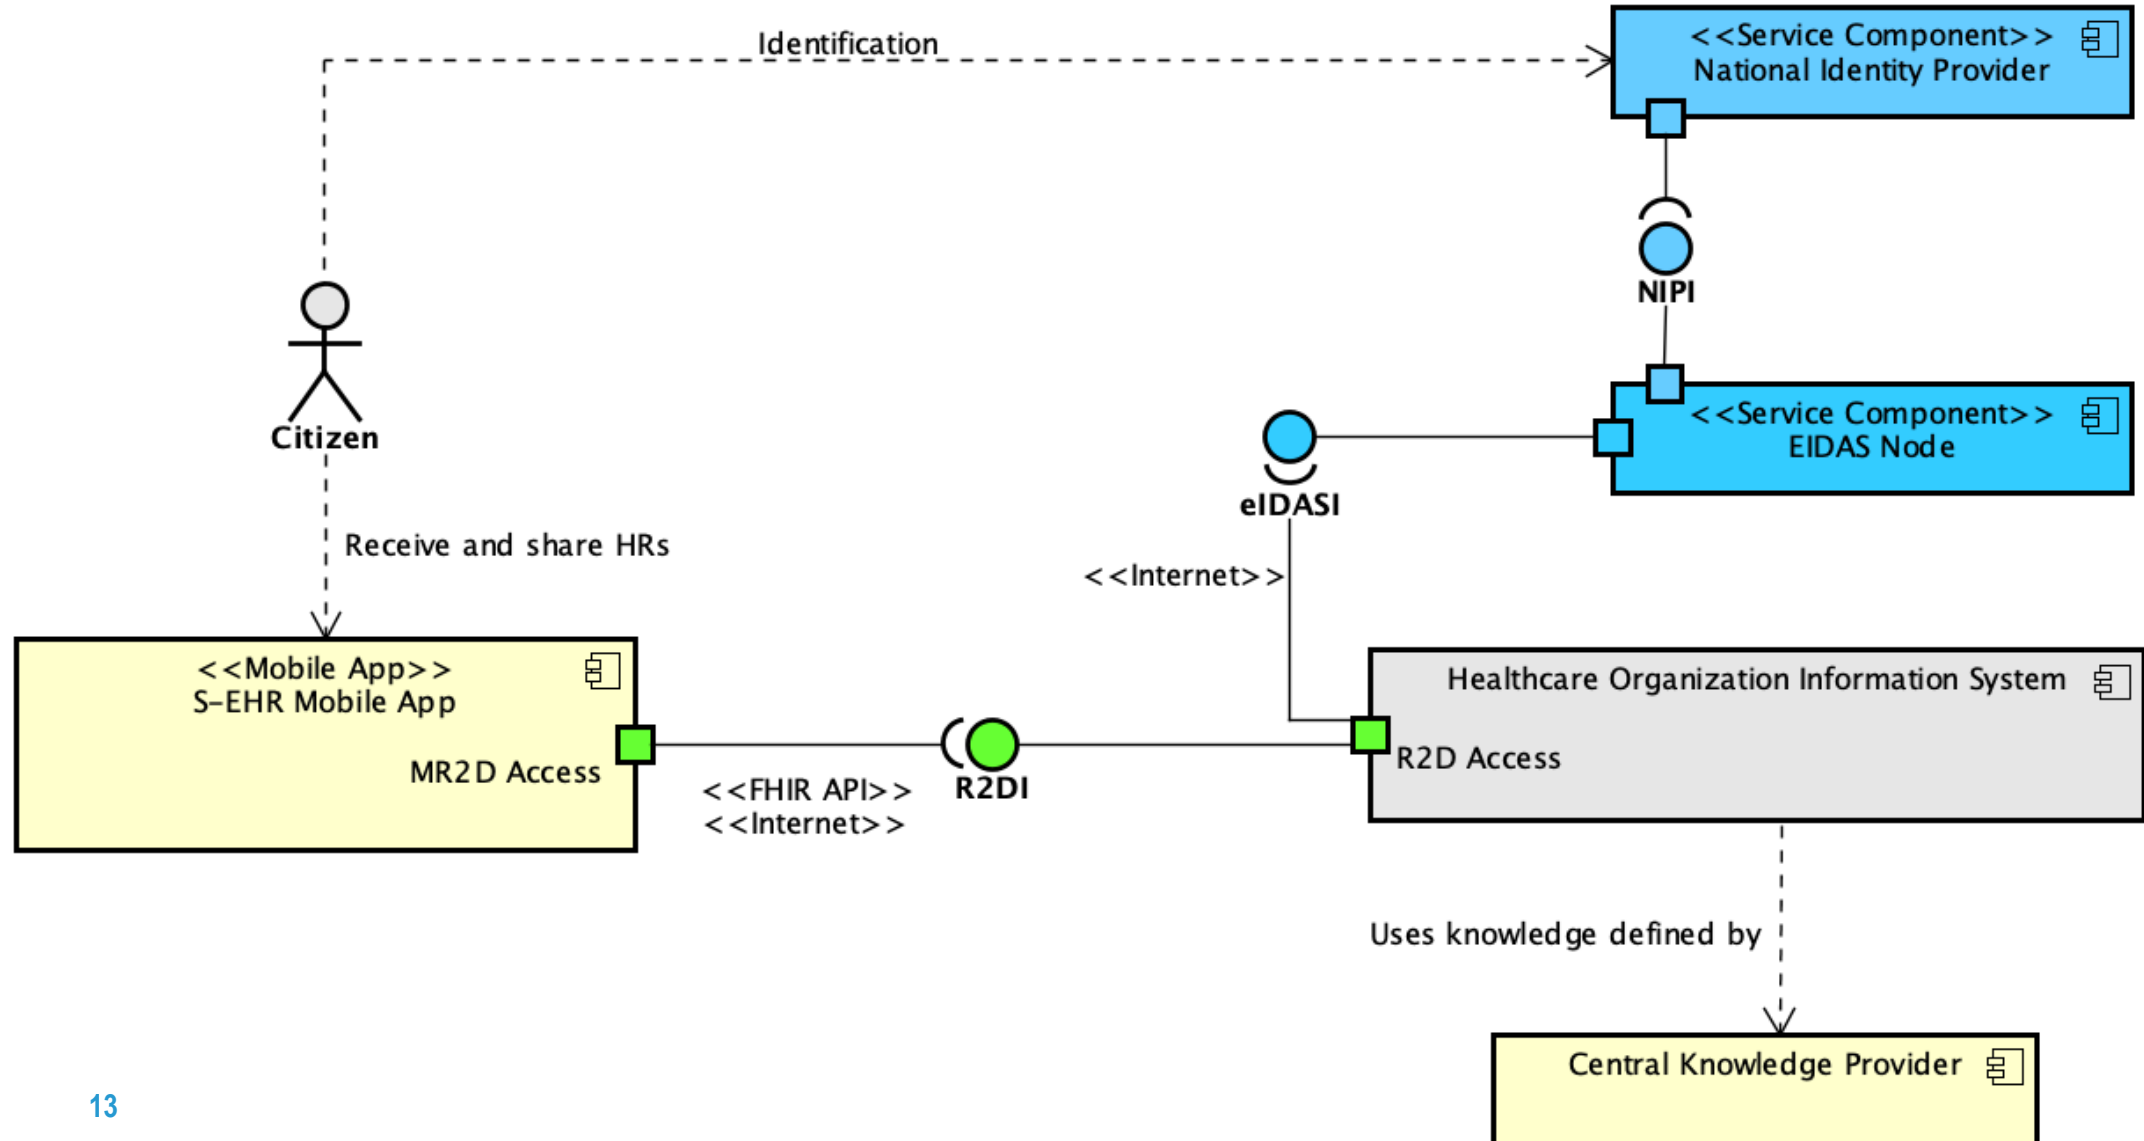 Identification
<<Service Component>>
National Identity Provider
NIPI
Citizen
<<Service Component>>
EIDAS Node
eIDASI
Receive and share HRs
<<Internet>>
<<Mobile App>>
S-EHR Mobile App
MR2D Access
<<FHIR API>>
<<Internet>>
R2DI
Healthcare Organization Information System
R2D Access
Uses knowledge defined by
Central Knowledge Provider
13